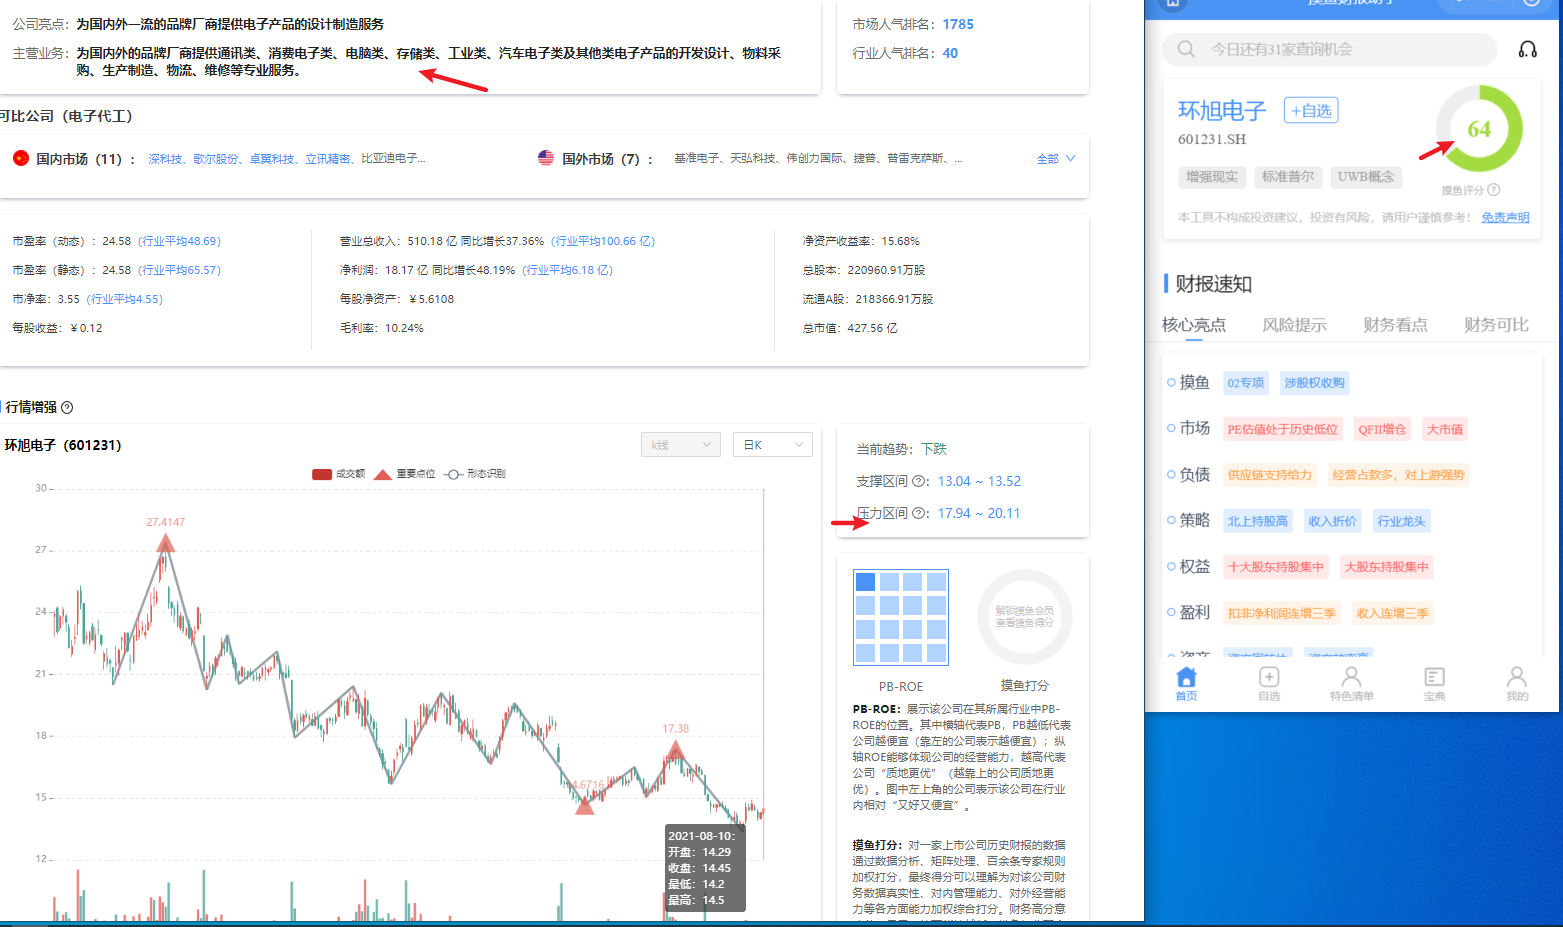 公司亮点：为国内外一流的品牌厂商提供电子产品的设计制造服务
主营业务：为国内外的品牌厂商提供通讯类、消费电子类、电脑类、存储类、工业类、汽车电子类及其他类电子产品的开发设计、物料采
购、生产制造、物流、维修等专业服务。
市场人气排名：1785
行业人气排名：40
可比公司（电子代工）
国内市场（11）：
深科技、歌尔股份、卓翼科技、立讯精密、比亚迪电子...
国外市场（7）：
基准电子、天弘科技、伟创力国际、捷普、普雷克萨斯、...
全部
市盈率（动态）：24.58（行业平均48.69）
市盈率（静态）：24.58（行业平均65.57）
市净率：3.55（行业平均4.55）
每股收益：￥0.12
营业总收入：510.18 亿 同比增长37.36%（行业平均100.66 亿）
净利润：18.17 亿 同比增长48.19%（行业平均6.18 亿）
每股净资产：￥5.6108
毛利率：10.24%
净资产收益率：15.68%
总股本：220960.91万股
流通A股：218366.91万股
总市值：427.56 亿
行情增强
环旭电子（601231）
k线
日K
成交额
重要点位
形态识别
30
27
24
21
18
15
12
27.4147
17.38
2021-08-10:
开盘：14.29
收盘：14.45
最低：14.2
最高：14.5
当前趋势：下跌
支撑区间：13.04 ~ 13.52
压力区间：17.94 ~ 20.11
解锁摸鱼会员
查看摸鱼得分
PB-ROE
摸鱼打分
PB-ROE：展示该公司在其所属行业中PB-
ROE的位置。其中横轴代表PB，PB越低代表
公司越便宜（靠左的公司表示越便宜）；纵
轴ROE能够体现公司的经营能力，越高代表
公司“质地更优”（越靠上的公司质地更
优）。图中左上角的公司表示该公司在行业
内相对“又好又便宜”。
摸鱼打分：对一家上市公司历史财报的数据
通过数据分析、矩阵处理、百余条专家规则
加权打分，最终得分可以理解为对该公司财
务数据真实性、对内管理能力、对外经营能
力等各方面能力加权综合打分。财务高分意
今日还有31家查询机会
环旭电子
+自选
601231.SH
增强现实
标准普尔
UWB概念
64
摸鱼评分
本工具不构成投资建议，投资有风险，请用户谨慎参考！ 免责声明
财报速知
核心亮点
风险提示
财务看点
财务可比
摸鱼 02专项 涉股权收购
市场 PE估值处于历史低位 QFII增仓 大市值
负债 供应链支持给力 经营占款多，对上游强势
策略 北上持股高 收入折价 行业龙头
权益 十大股东持股集中 大股东持股集中
盈利 扣非净利润连增三季 收入连增三季
首页
自选
特色清单
宝典
我的